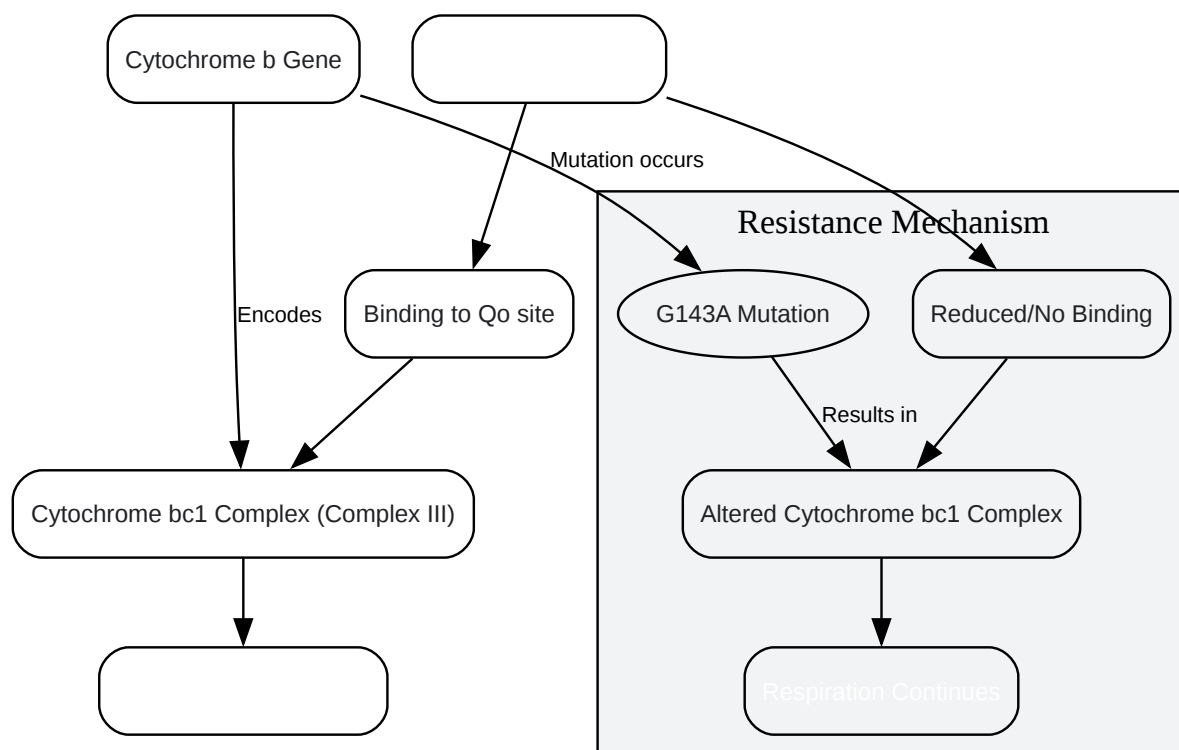 Cytochrome b Gene
Mutation occurs
Resistance Mechanism
Encodes
Binding to Qo site
G143A Mutation
Reduced/No Binding
Results in
Cytochrome bc1 Complex (Complex III)
Altered Cytochrome bc1 Complex
Respiration Continues